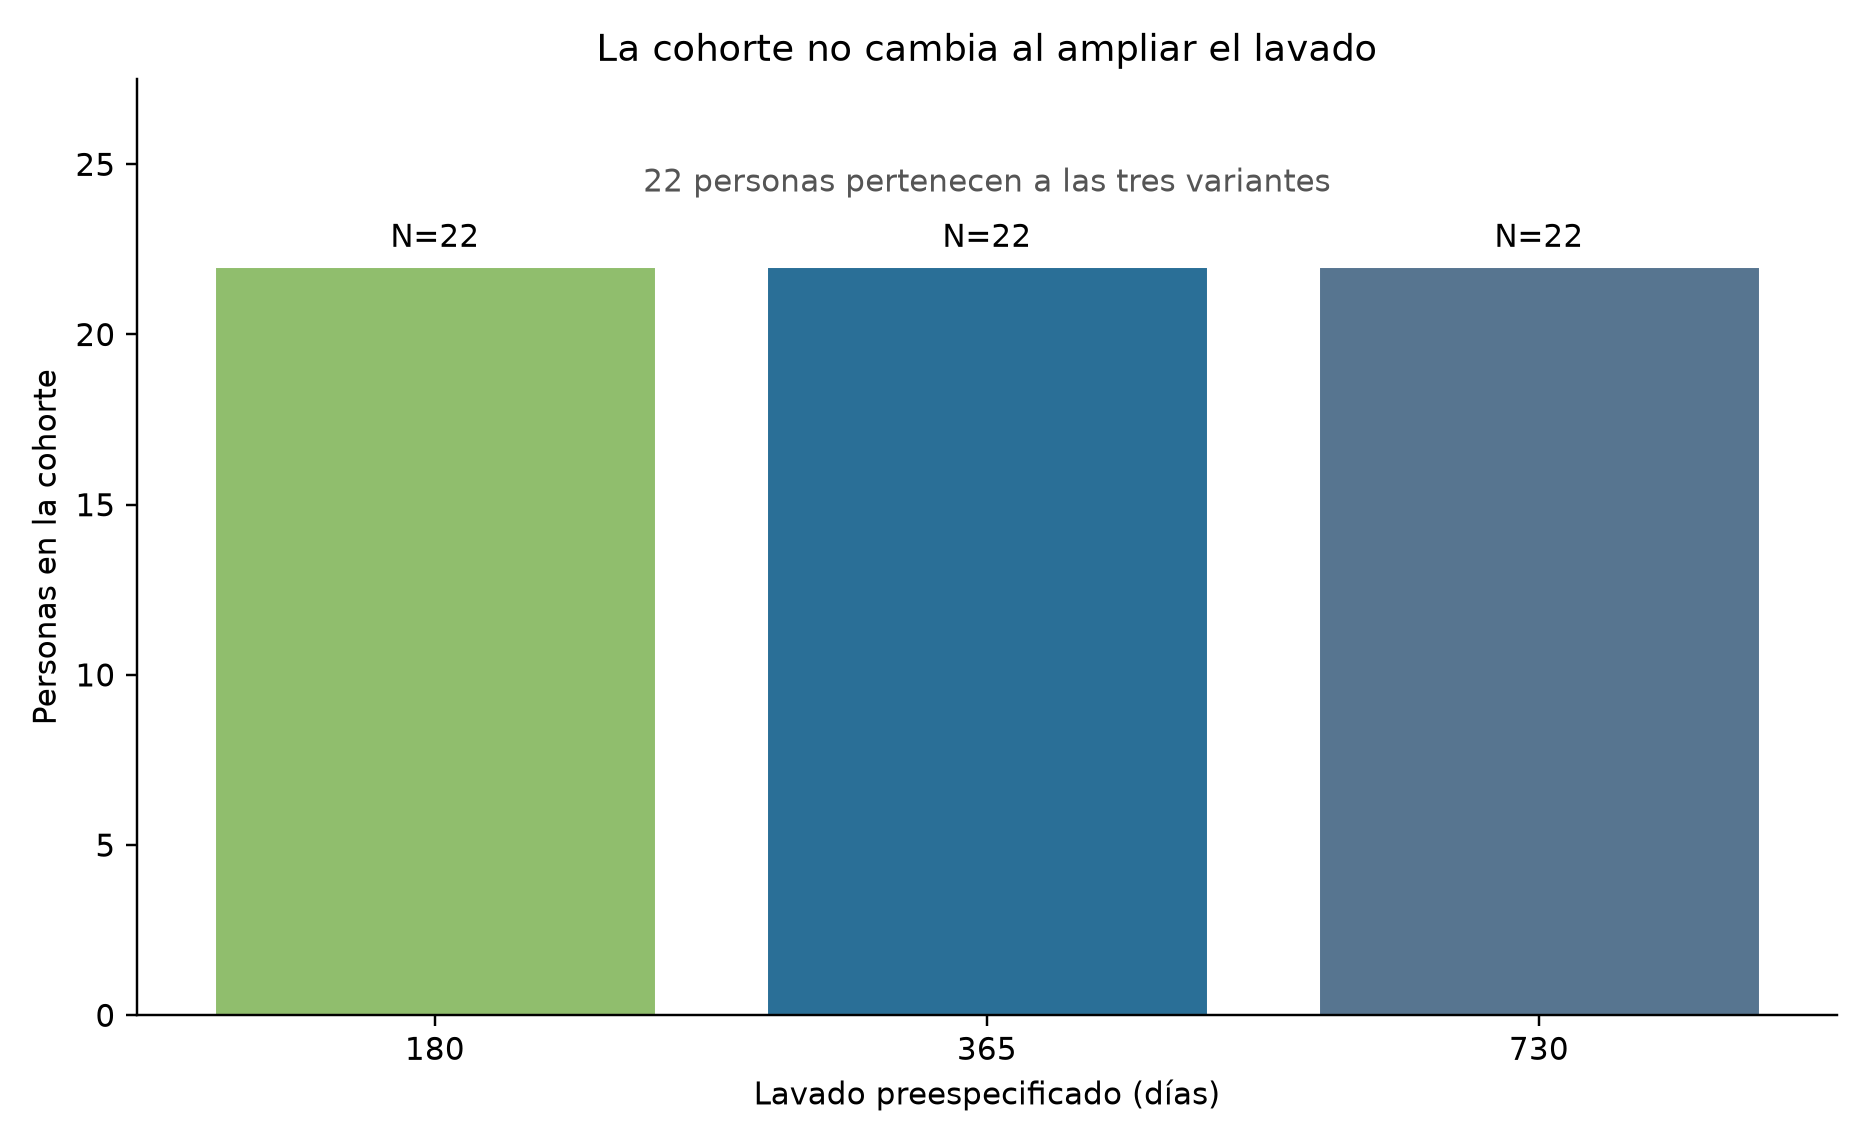 La cohorte no cambia al ampliar el lavado
22 personas pertenecen a las tres variantes
N=22
N=22
N=22
Personas en la cohorte
25
20
15
10
5
0
180
365
730
Lavado preespecificado (días)